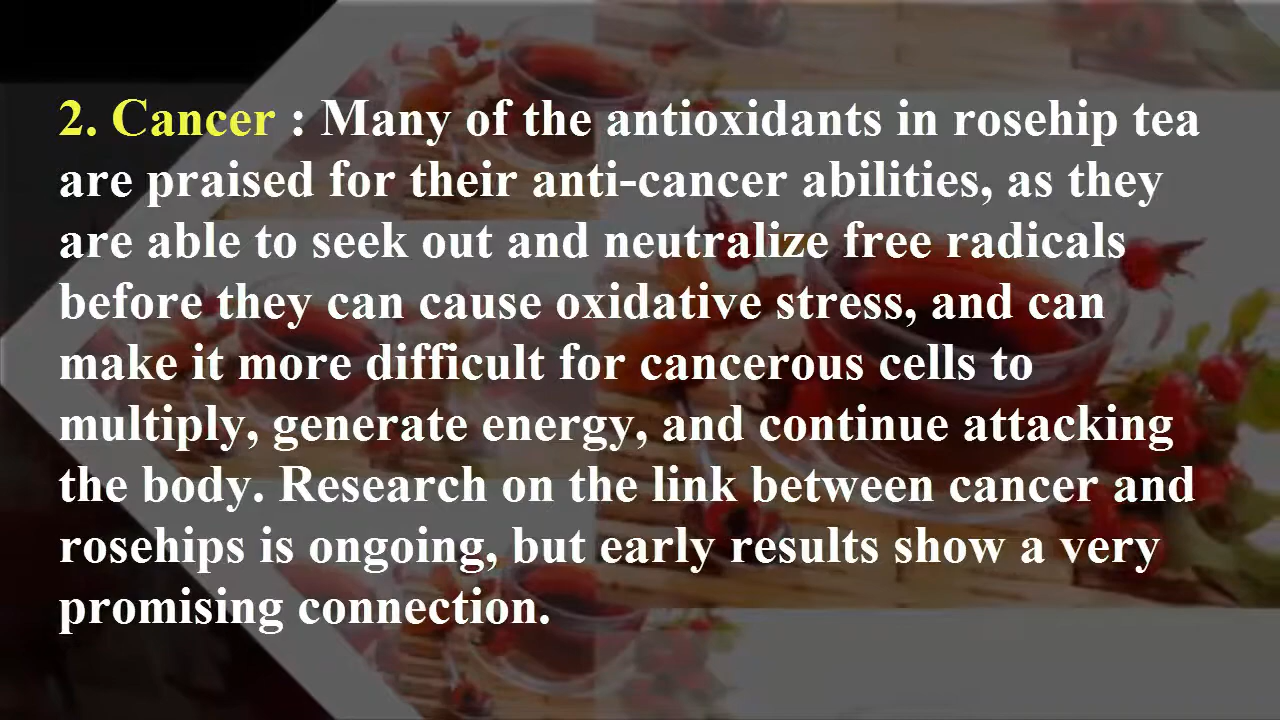 2. Cancer : Many of the antioxidants in rosehip tea
are praised for their anti-cancer abilities, as they
are able to seek out and neutralize free radicals
before they can cause oxidative stress, and can
make it more difficult for cancerous cells to
multiply, generate energy, and continue attacking
the body. Research on the link between cancer and
rosehips is ongoing, but early results show a very
promising connection.